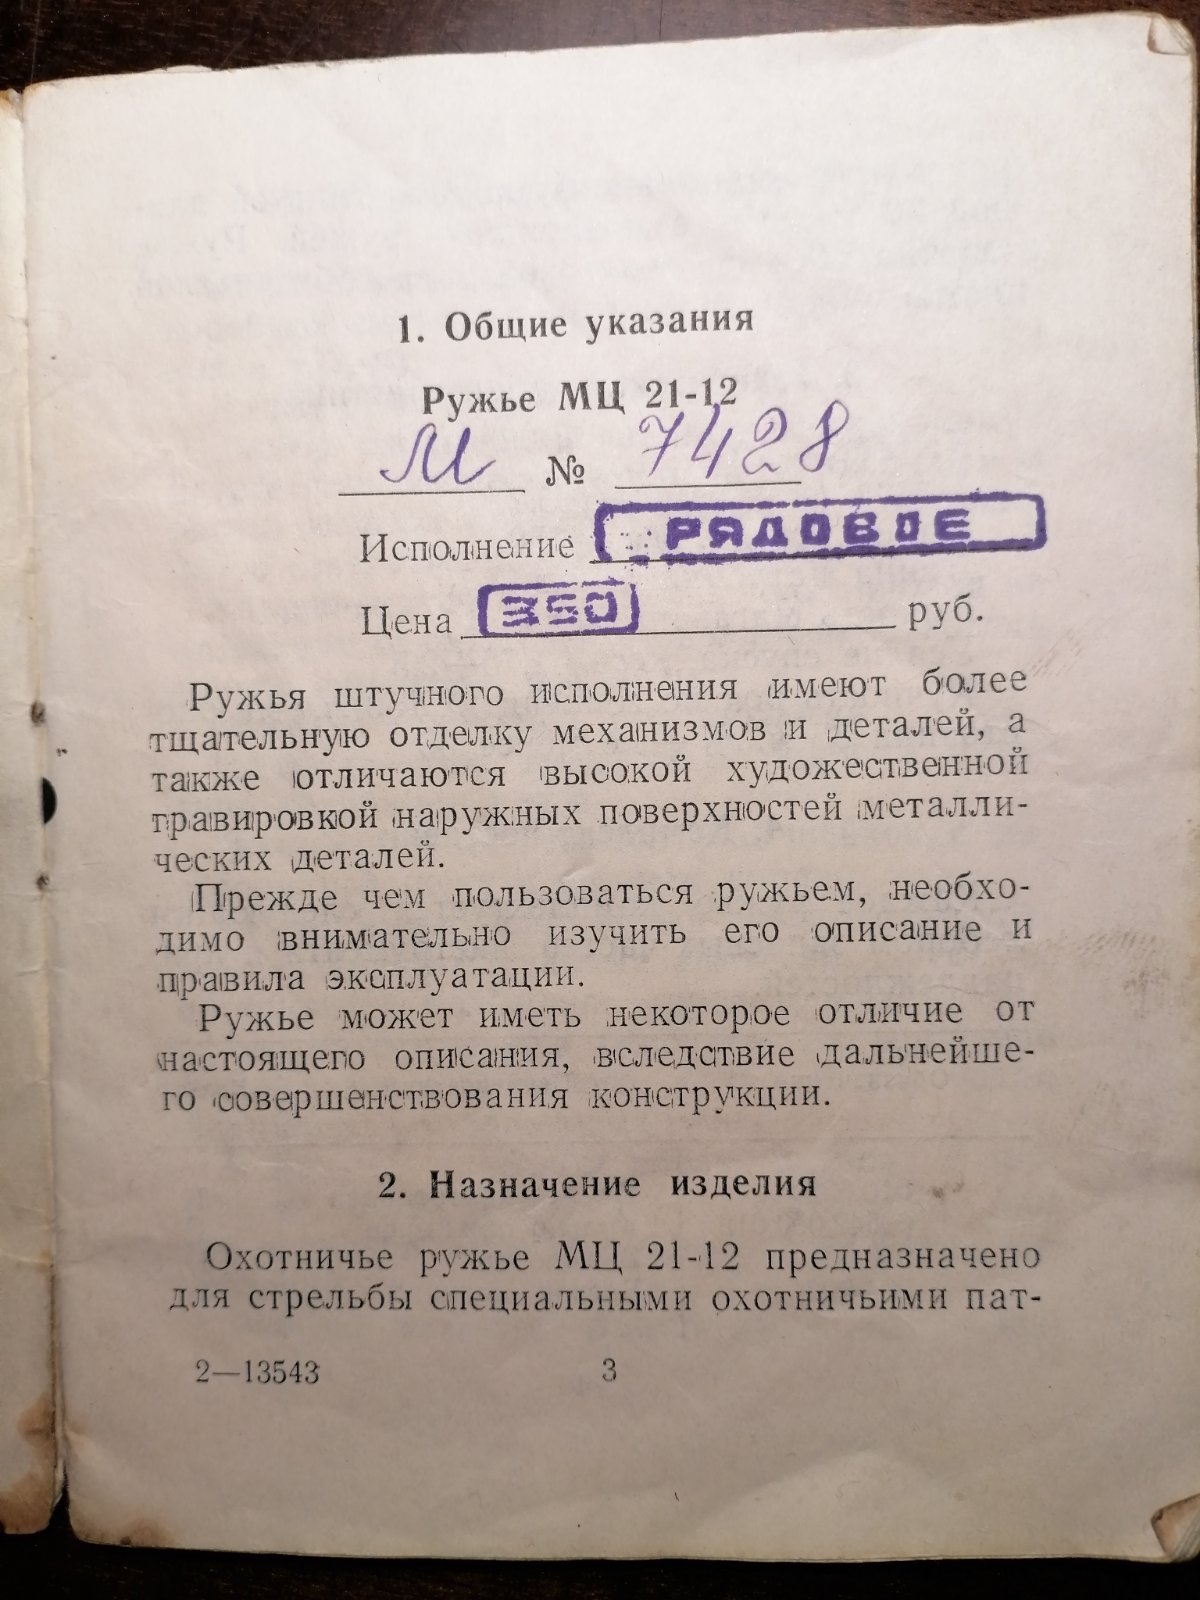 1. Общие указания
Ружье МЦ 21-12
М № 7428
Исполнение РЯДОВОЕ
Цена 350 руб.
Ружья штучного исполнения имеют более
тщательную отделку механизмов и деталей, а
также отличаются высокой художественной
гравировкой наружных поверхностей металли-
ческих деталей.
Прежде чем пользоваться ружьем, необхо-
димо внимательно изучить его описание и
правила эксплуатации.
Ружье может иметь некоторое отличие от
настоящего описания, вследствие дальнейше-
го совершенствования конструкции.
2. Назначение изделия
Охотничье ружье МЦ 21-12 предназначено
для стрельбы специальными охотничьими пат-
2—13543 3